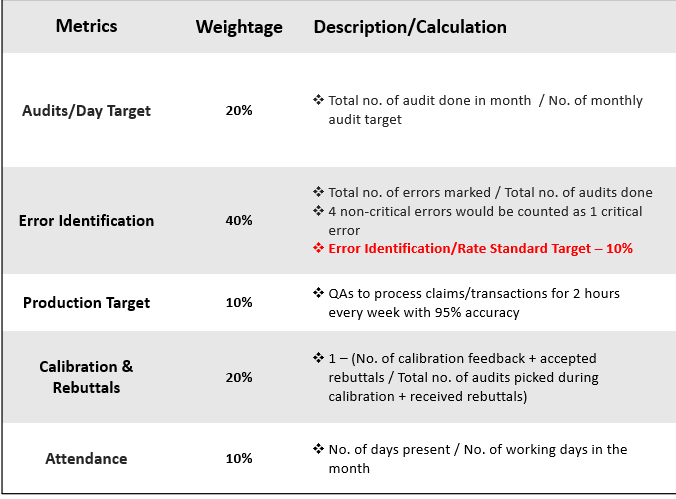 Metrics Weightage Description/Calculation
Audits/Day Target 20% ❖ Total no. of audit done in month / No. of monthly
audit target
Error Identification 40% ❖ Total no. of errors marked / Total no. of audits done
❖ 4 non-critical errors would be counted as 1 critical
error
❖ Error Identification/Rate Standard Target – 10%
Production Target 10% ❖ QAs to process claims/transactions for 2 hours
every week with 95% accuracy
Calibration &
Rebuttals
20% ❖ 1 – (No. of calibration feedback + accepted
rebuttals / Total no. of audits picked during
calibration + received rebuttals)
Attendance 10% ❖ No. of days present / No. of working days in the
month